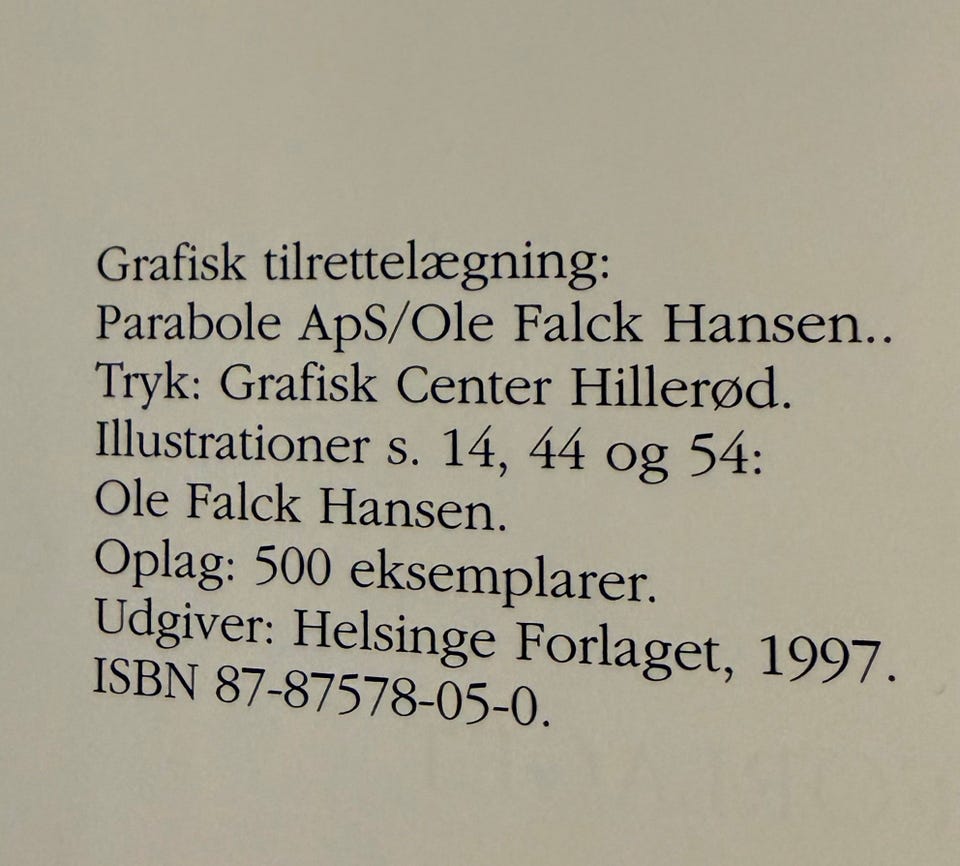 Grafisk tilrettelægning:
Parabole ApS/Ole Falck Hansen..
Tryk: Grafisk Center Hillerød.
Illustrationer s. 14, 44 og 54:
Ole Falck Hansen.
Oplag: 500 eksemplarer.
Udgiver: Helsinge Forlaget, 1997.
ISBN 87-87578-05-0.